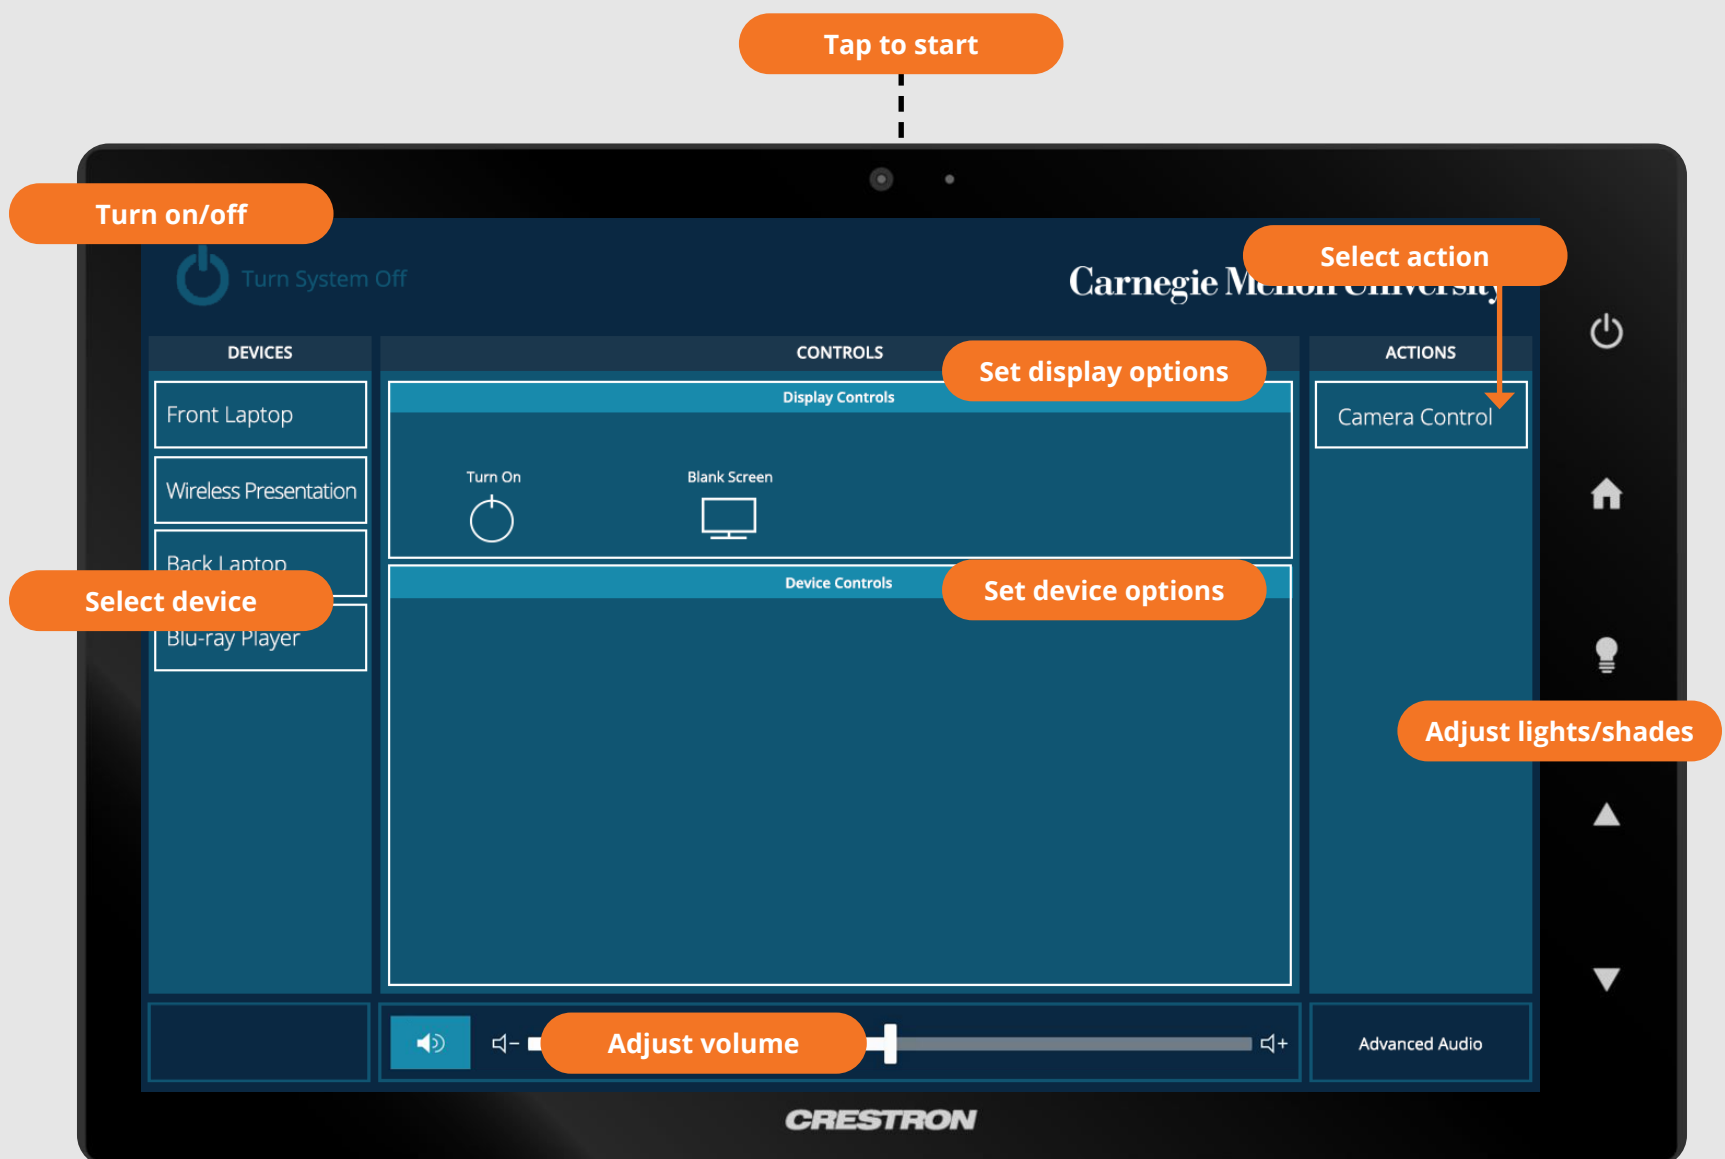 Tap to start
Turn on/off
Turn System Off
Select action
Carnegie Mellon University
DEVICES
CONTROLS
ACTIONS
Set display options
Display Controls
Front Laptop
Camera Control
Turn On
Blank Screen
Wireless Presentation
Back Laptop
Device Controls
Set device options
Select device
Blu-ray Player
Adjust lights/shades
Adjust volume
Advanced Audio
CRESTRON